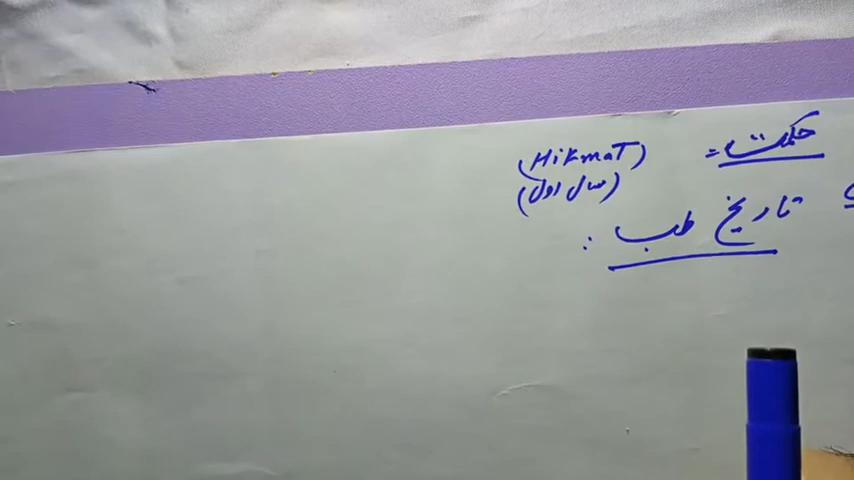 حکمت = (HikmaT)
(سال اول)
تاریخ طب :